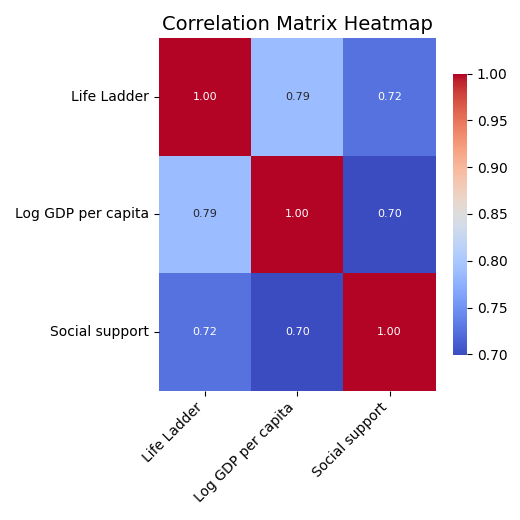 Correlation Matrix Heatmap
Life Ladder
1.00
0.79
0.72
Log GDP per capita
0.79
1.00
0.70
Social support
0.72
0.70
1.00
Life Ladder
Log GDP per capita
Social support
1.00
0.95
0.90
0.85
0.80
0.75
0.70